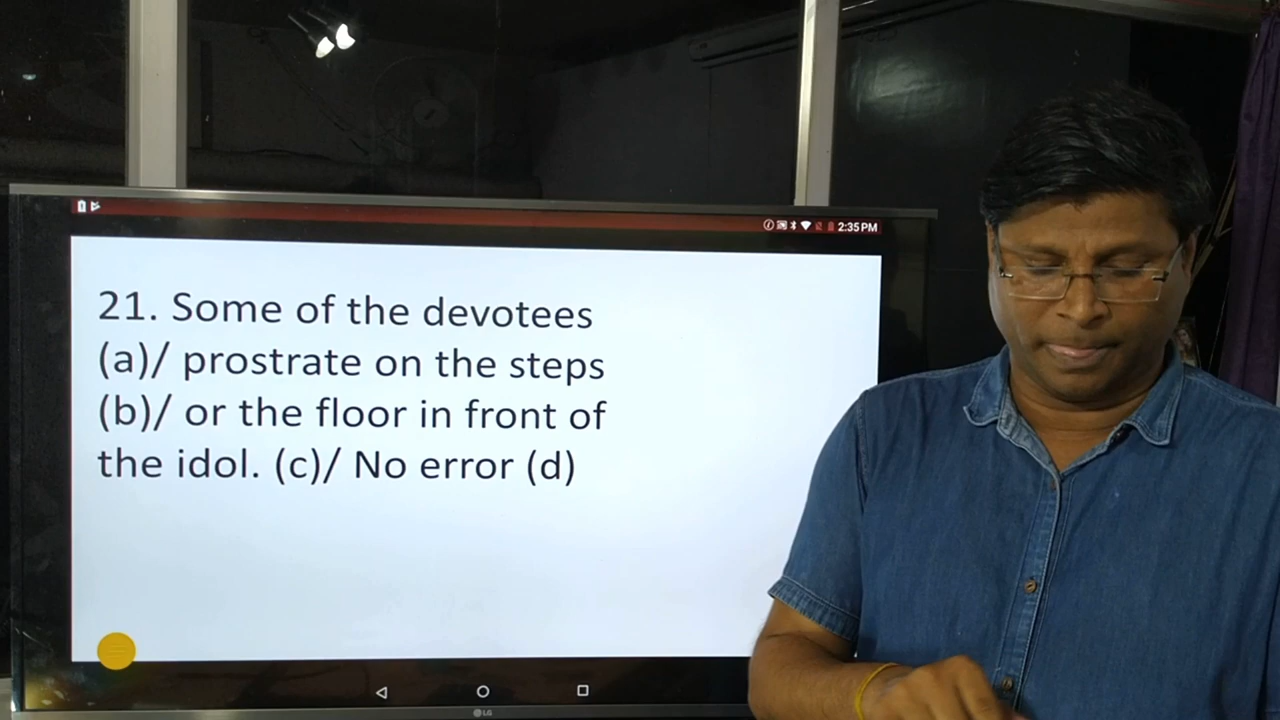 2:35 PM
21. Some of the devotees
(a)/ prostrate on the steps
(b)/ or the floor in front of
the idol. (c)/ No error (d)
LG